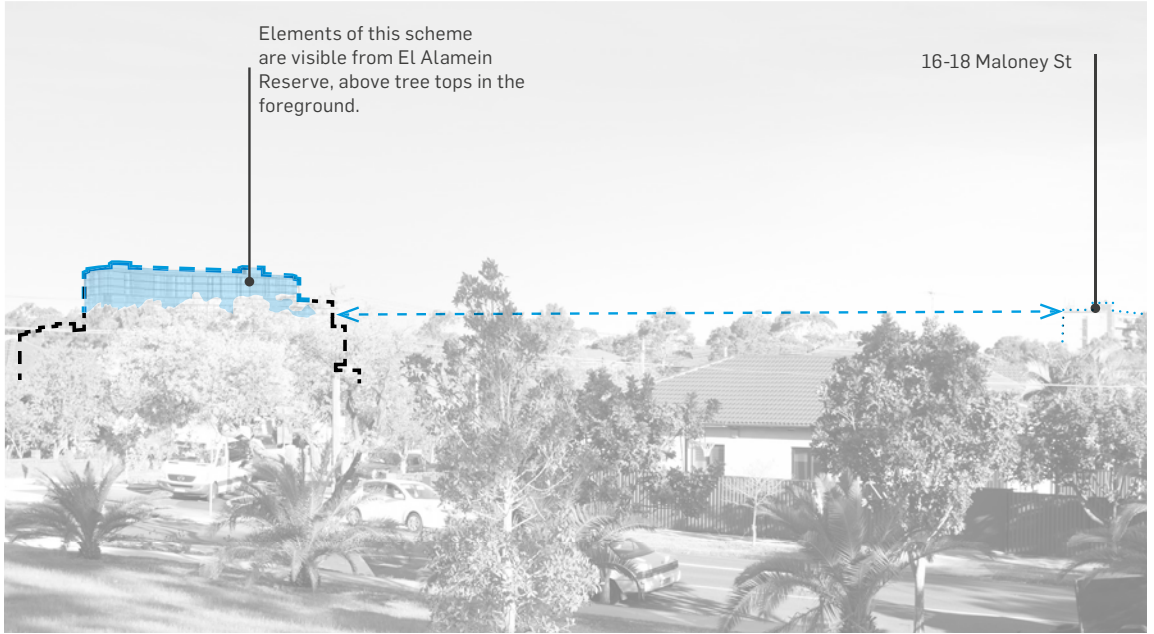 Elements of this scheme
are visible from El Alamein
Reserve, above tree tops in the
foreground.
16-18 Maloney St